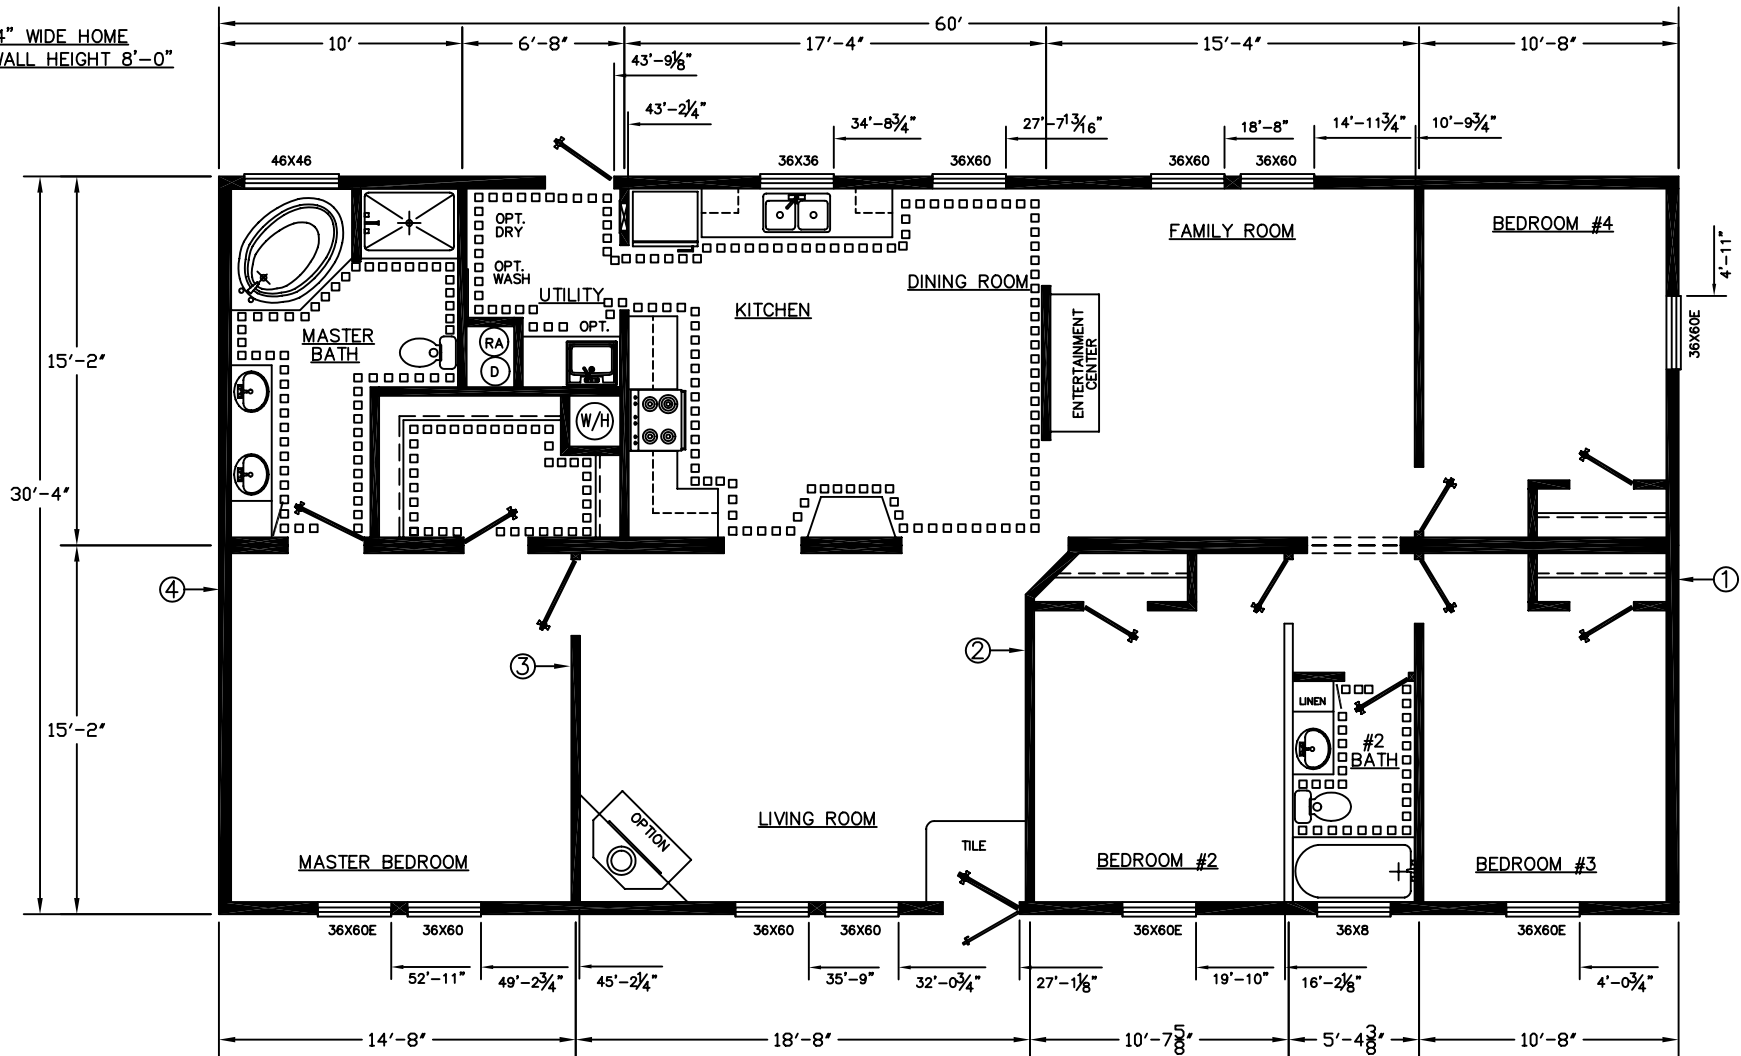 4" WIDE HOME
WALL HEIGHT 8'-0"
60'
10'
6'-8"
17'-4"
15'-4"
10'-8"
43'-9⅛"
43'-2¼"
34'-8¾"
27'-7 13/16"
18'-8"
14'-11¾"
10'-9¾"
46X46
36X36
36X60
36X60
36X60
OPT.
DRY
OPT.
WASH
UTILITY
OPT.
KITCHEN
DINING ROOM
FAMILY ROOM
BEDROOM #4
4'-11"
36X60E
MASTER
BATH
RA
D
W/H
ENTERTAINMENT
CENTER
15'-2"
30'-4"
15'-2"
4
3
2
1
LINEN
#2
BATH
OPTION
LIVING ROOM
TILE
MASTER BEDROOM
BEDROOM #2
BEDROOM #3
36X60E
36X60
36X60
36X60
36X60E
36X8
36X60E
52'-11"
49'-2¾"
45'-2¼"
35'-9"
32'-0¾"
27'-1⅛"
19'-10"
16'-2⅛"
4'-0¾"
14'-8"
18'-8"
10'-7⅝"
5'-4⅜"
10'-8"